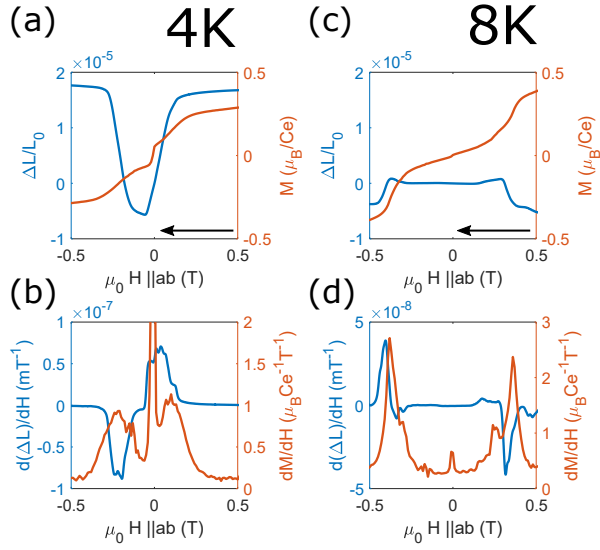 (a) 4K
×10⁻⁵
2
1
0
-1
ΔL/L₀
0.5
0
-0.5
M (μ_B/Ce)
-0.5 0 0.5
μ₀ H ||ab (T)
(c) 8K
×10⁻⁵
2
1
0
-1
ΔL/L₀
0.5
0
-0.5
M (μ_B/Ce)
-0.5 0 0.5
μ₀ H ||ab (T)
(b)
×10⁻⁷
1
0.5
0
-0.5
-1
d(ΔL)/dH (mT⁻¹)
2
1.5
1
0.5
0
dM/dH (μ_BCe⁻¹T⁻¹)
-0.5 0 0.5
μ₀ H ||ab (T)
(d)
×10⁻⁸
5
0
-5
d(ΔL)/dH (mT⁻¹)
3
2
1
0
dM/dH (μ_BCe⁻¹T⁻¹)
-0.5 0 0.5
μ₀ H ||ab (T)